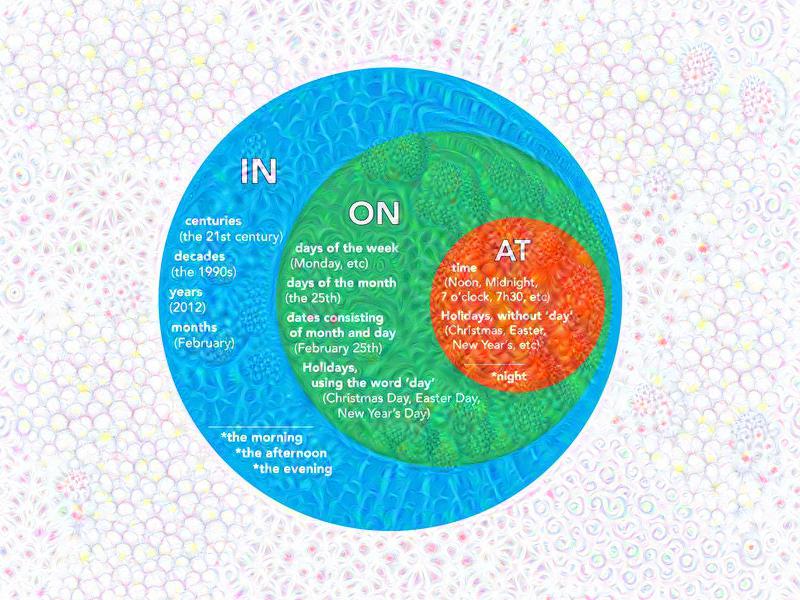 IN
centuries
(the 21st century)
decades
(the 1990s)
years
(2012)
months
(February)
*the morning
*the afternoon
*the evening
ON
days of the week
(Monday, etc)
days of the month
(the 25th)
dates consisting
of month and day
(February 25th)
Holidays,
using the word ‘day’
(Christmas Day, Easter Day,
New Year’s Day)
AT
time
(Noon, Midnight,
7 o’clock, 7h30, etc)
Holidays, without ‘day’
(Christmas, Easter,
New Year’s, etc)
*night